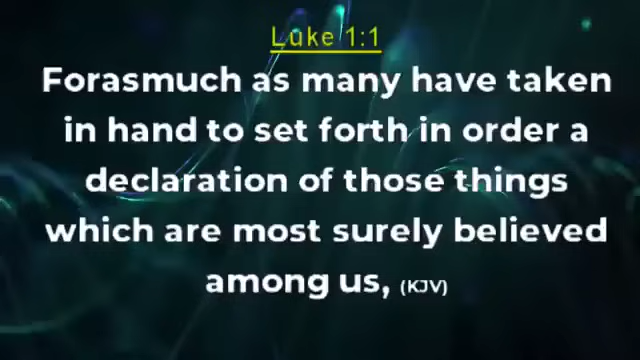 Luke 1:1
Forasmuch as many have taken
in hand to set forth in order a
declaration of those things
which are most surely believed
among us, (KJV)